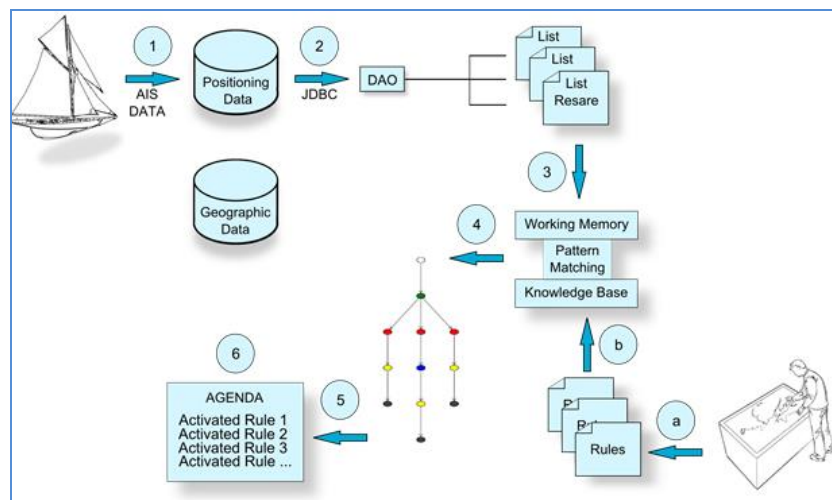 1
AIS
DATA
Positioning
Data
2
JDBC
DAO
List
List
List
Resare
3
Geographic
Data
4
Working Memory
Pattern
Matching
Knowledge Base
b
6
AGENDA
Activated Rule 1
Activated Rule 2
Activated Rule 3
Activated Rule ...
5
R
R
Rules
a